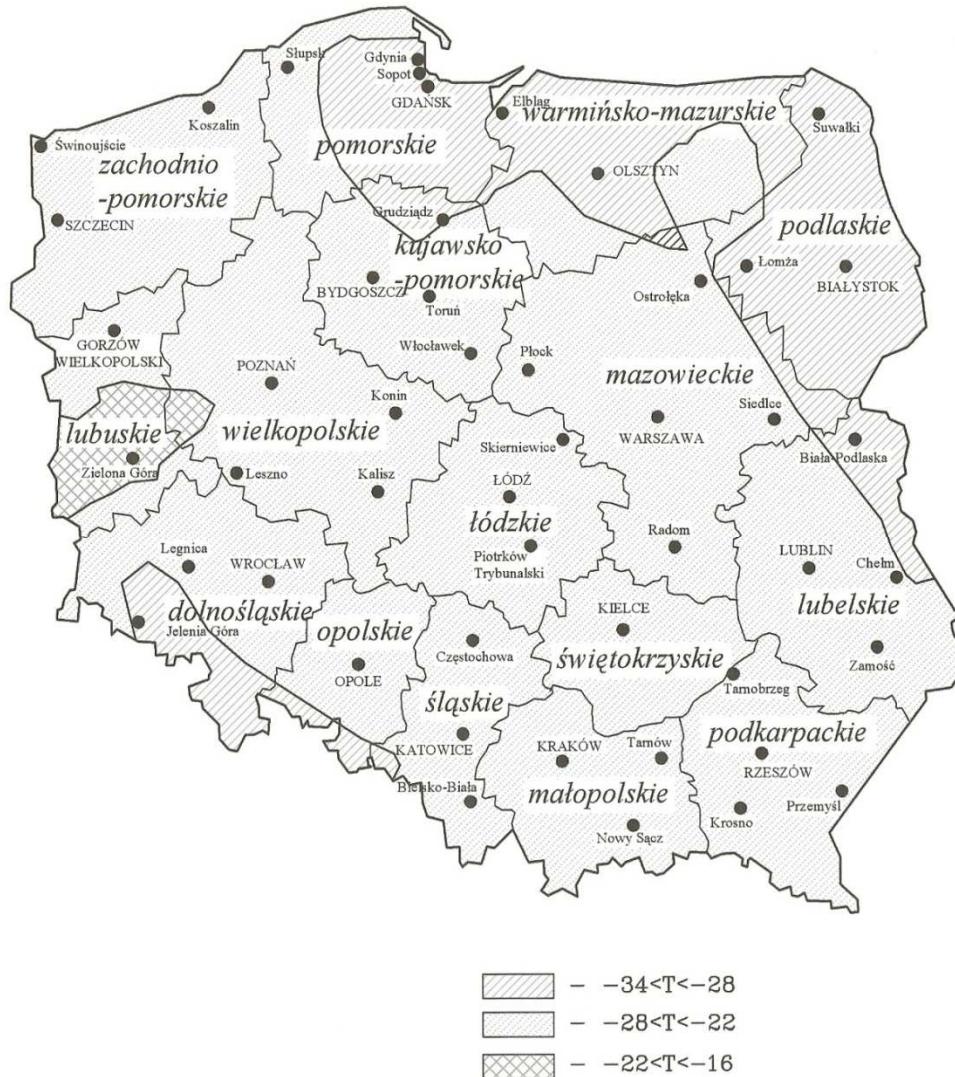 Słupsk
Gdynia
Sopot
GDAŃSK
Elbląg
warmińsko-mazurskie
Suwałki
Koszalin
Świnoujście
pomorskie
zachodnio
-pomorskie
OLSZTYN
SZCZECIN
Grudziądz
kujawsko
-pomorskie
podlaskie
Łomża
BIAŁYSTOK
BYDGOSZCZ
Toruń
Ostrołęka
GORZÓW
WIELKOPOLSKI
Włocławek
Płock
POZNAŃ
mazowieckie
Konin
Siedlce
lubuskie
wielkopolskie
WARSZAWA
Skierniewice
Biała-Podlaska
Zielona Góra
Leszno
Kalisz
ŁÓDŹ
łódzkie
Radom
Piotrków
Trybunalski
Legnica
WROCŁAW
LUBLIN
Chełm
dolnośląskie
lubelskie
KIELCE
Jelenia Góra
opolskie
Częstochowa
świętokrzyskie
Zamość
OPOLE
Tarnobrzeg
śląskie
podkarpackie
KATOWICE
KRAKÓW
Tarnów
RZESZÓW
Bielsko-Biała
małopolskie
Przemyśl
Krosno
Nowy Sącz
– -34<T<-28
– -28<T<-22
– -22<T<-16